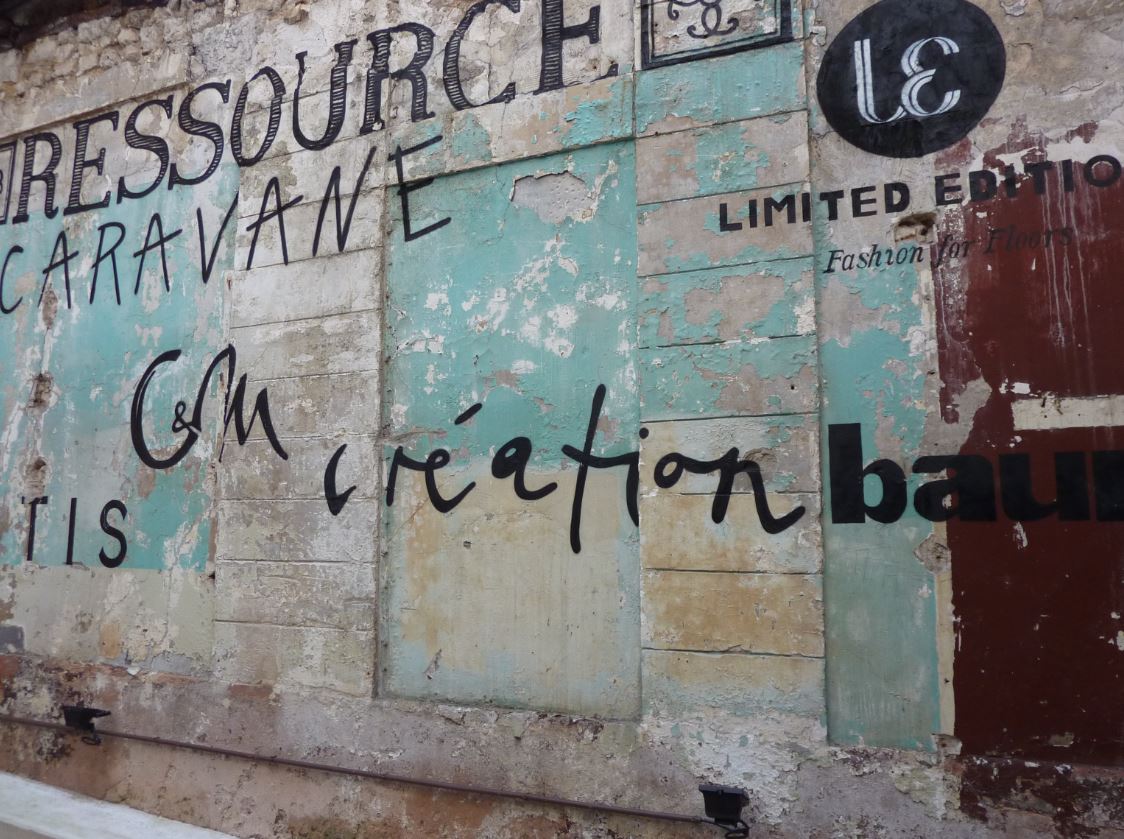 RESSOURCE
CARAVANE
LE
LIMITED EDITIO
Fashion for Floors
C&M
création bau
TIS